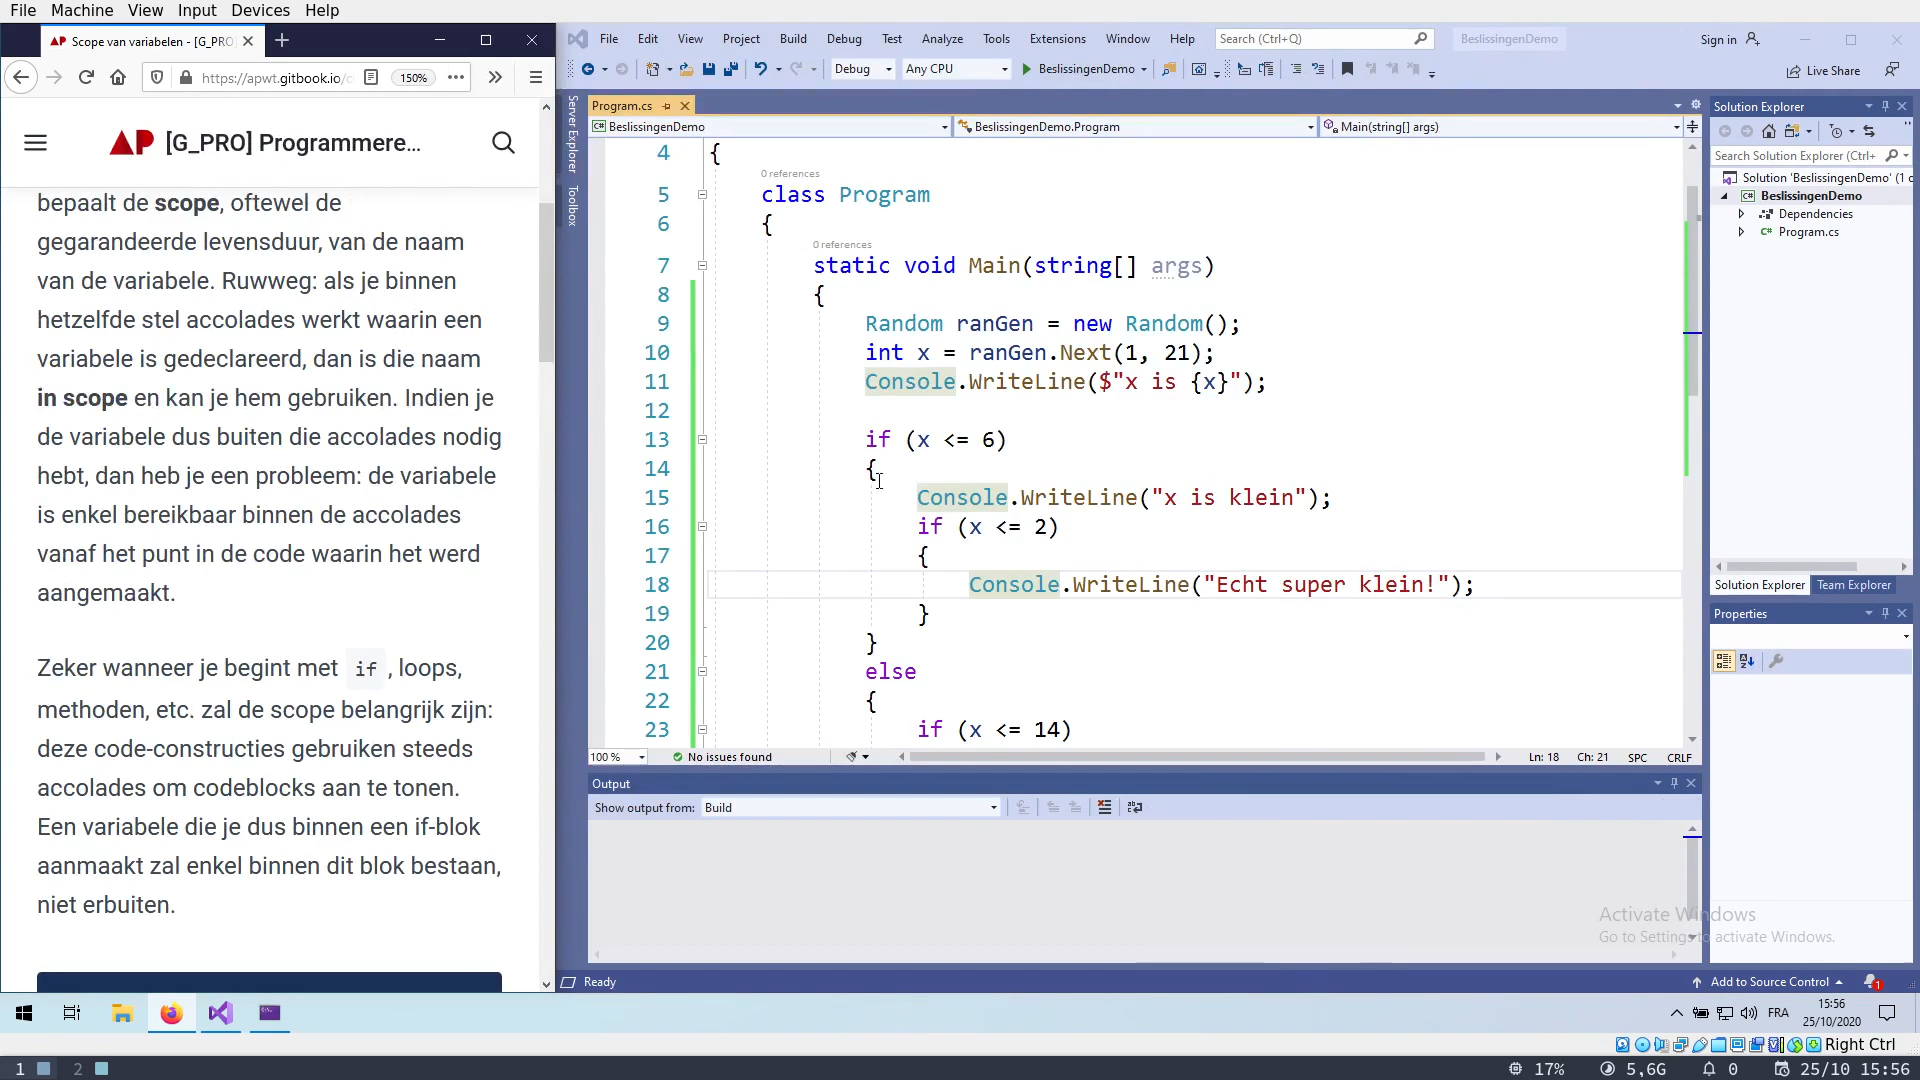 File Machine View Input Devices Help
Scope van variabelen - [G_PRO
https://apwt.gitbook.io/c 150%
[G_PRO] Programmere...
bepaalt de scope, oftewel de
gegarandeerde levensduur, van de naam
van de variabele. Ruwweg: als je binnen
hetzelfde stel accolades werkt waarin een
variabele is gedeclareerd, dan is die naam
in scope en kan je hem gebruiken. Indien je
de variabele dus buiten die accolades nodig
hebt, dan heb je een probleem: de variabele
is enkel bereikbaar binnen de accolades
vanaf het punt in de code waarin het werd
aangemaakt.
Zeker wanneer je begint met if , loops,
methoden, etc. zal de scope belangrijk zijn:
deze code-constructies gebruiken steeds
accolades om codeblocks aan te tonen.
Een variabele die je dus binnen een if-blok
aanmaakt zal enkel binnen dit blok bestaan,
niet erbuiten.
File Edit View Project Build Debug Test Analyze Tools Extensions Window Help Search (Ctrl+Q) BeslissingenDemo Sign in
Debug Any CPU BeslissingenDemo Live Share
Server Explorer
Toolbox
Program.cs
BeslissingenDemo BeslissingenDemo.Program Main(string[] args)
4 {
0 references
5 class Program
6 {
0 references
7 static void Main(string[] args)
8 {
9 Random ranGen = new Random();
10 int x = ranGen.Next(1, 21);
11 Console.WriteLine($"x is {x}");
12
13 if (x <= 6)
14 {
15 Console.WriteLine("x is klein");
16 if (x <= 2)
17 {
18 Console.WriteLine("Echt super klein!");
19 }
20 }
21 else
22 {
23 if (x <= 14)
100 % No issues found Ln: 18 Ch: 21 SPC CRLF
Output
Show output from: Build
Solution Explorer
Search Solution Explorer (Ctrl+
Solution 'BeslissingenDemo' (1 o
BeslissingenDemo
Dependencies
Program.cs
Solution Explorer Team Explorer
Properties
Activate Windows
Go to Settings to activate Windows.
Ready Add to Source Control 1
FRA 15:56
25/10/2020
Right Ctrl
1 2 17% 5,6G 0 25/10 15:56